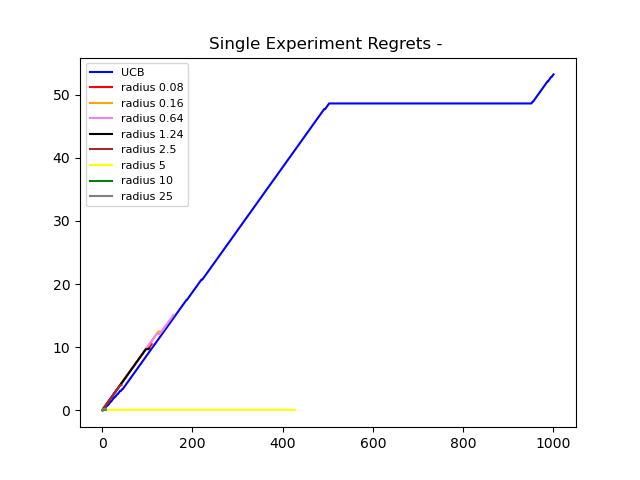 Single Experiment Regrets -
UCB
radius 0.08
radius 0.16
radius 0.64
radius 1.24
radius 2.5
radius 5
radius 10
radius 25
50
40
30
20
10
0
0 200 400 600 800 1000